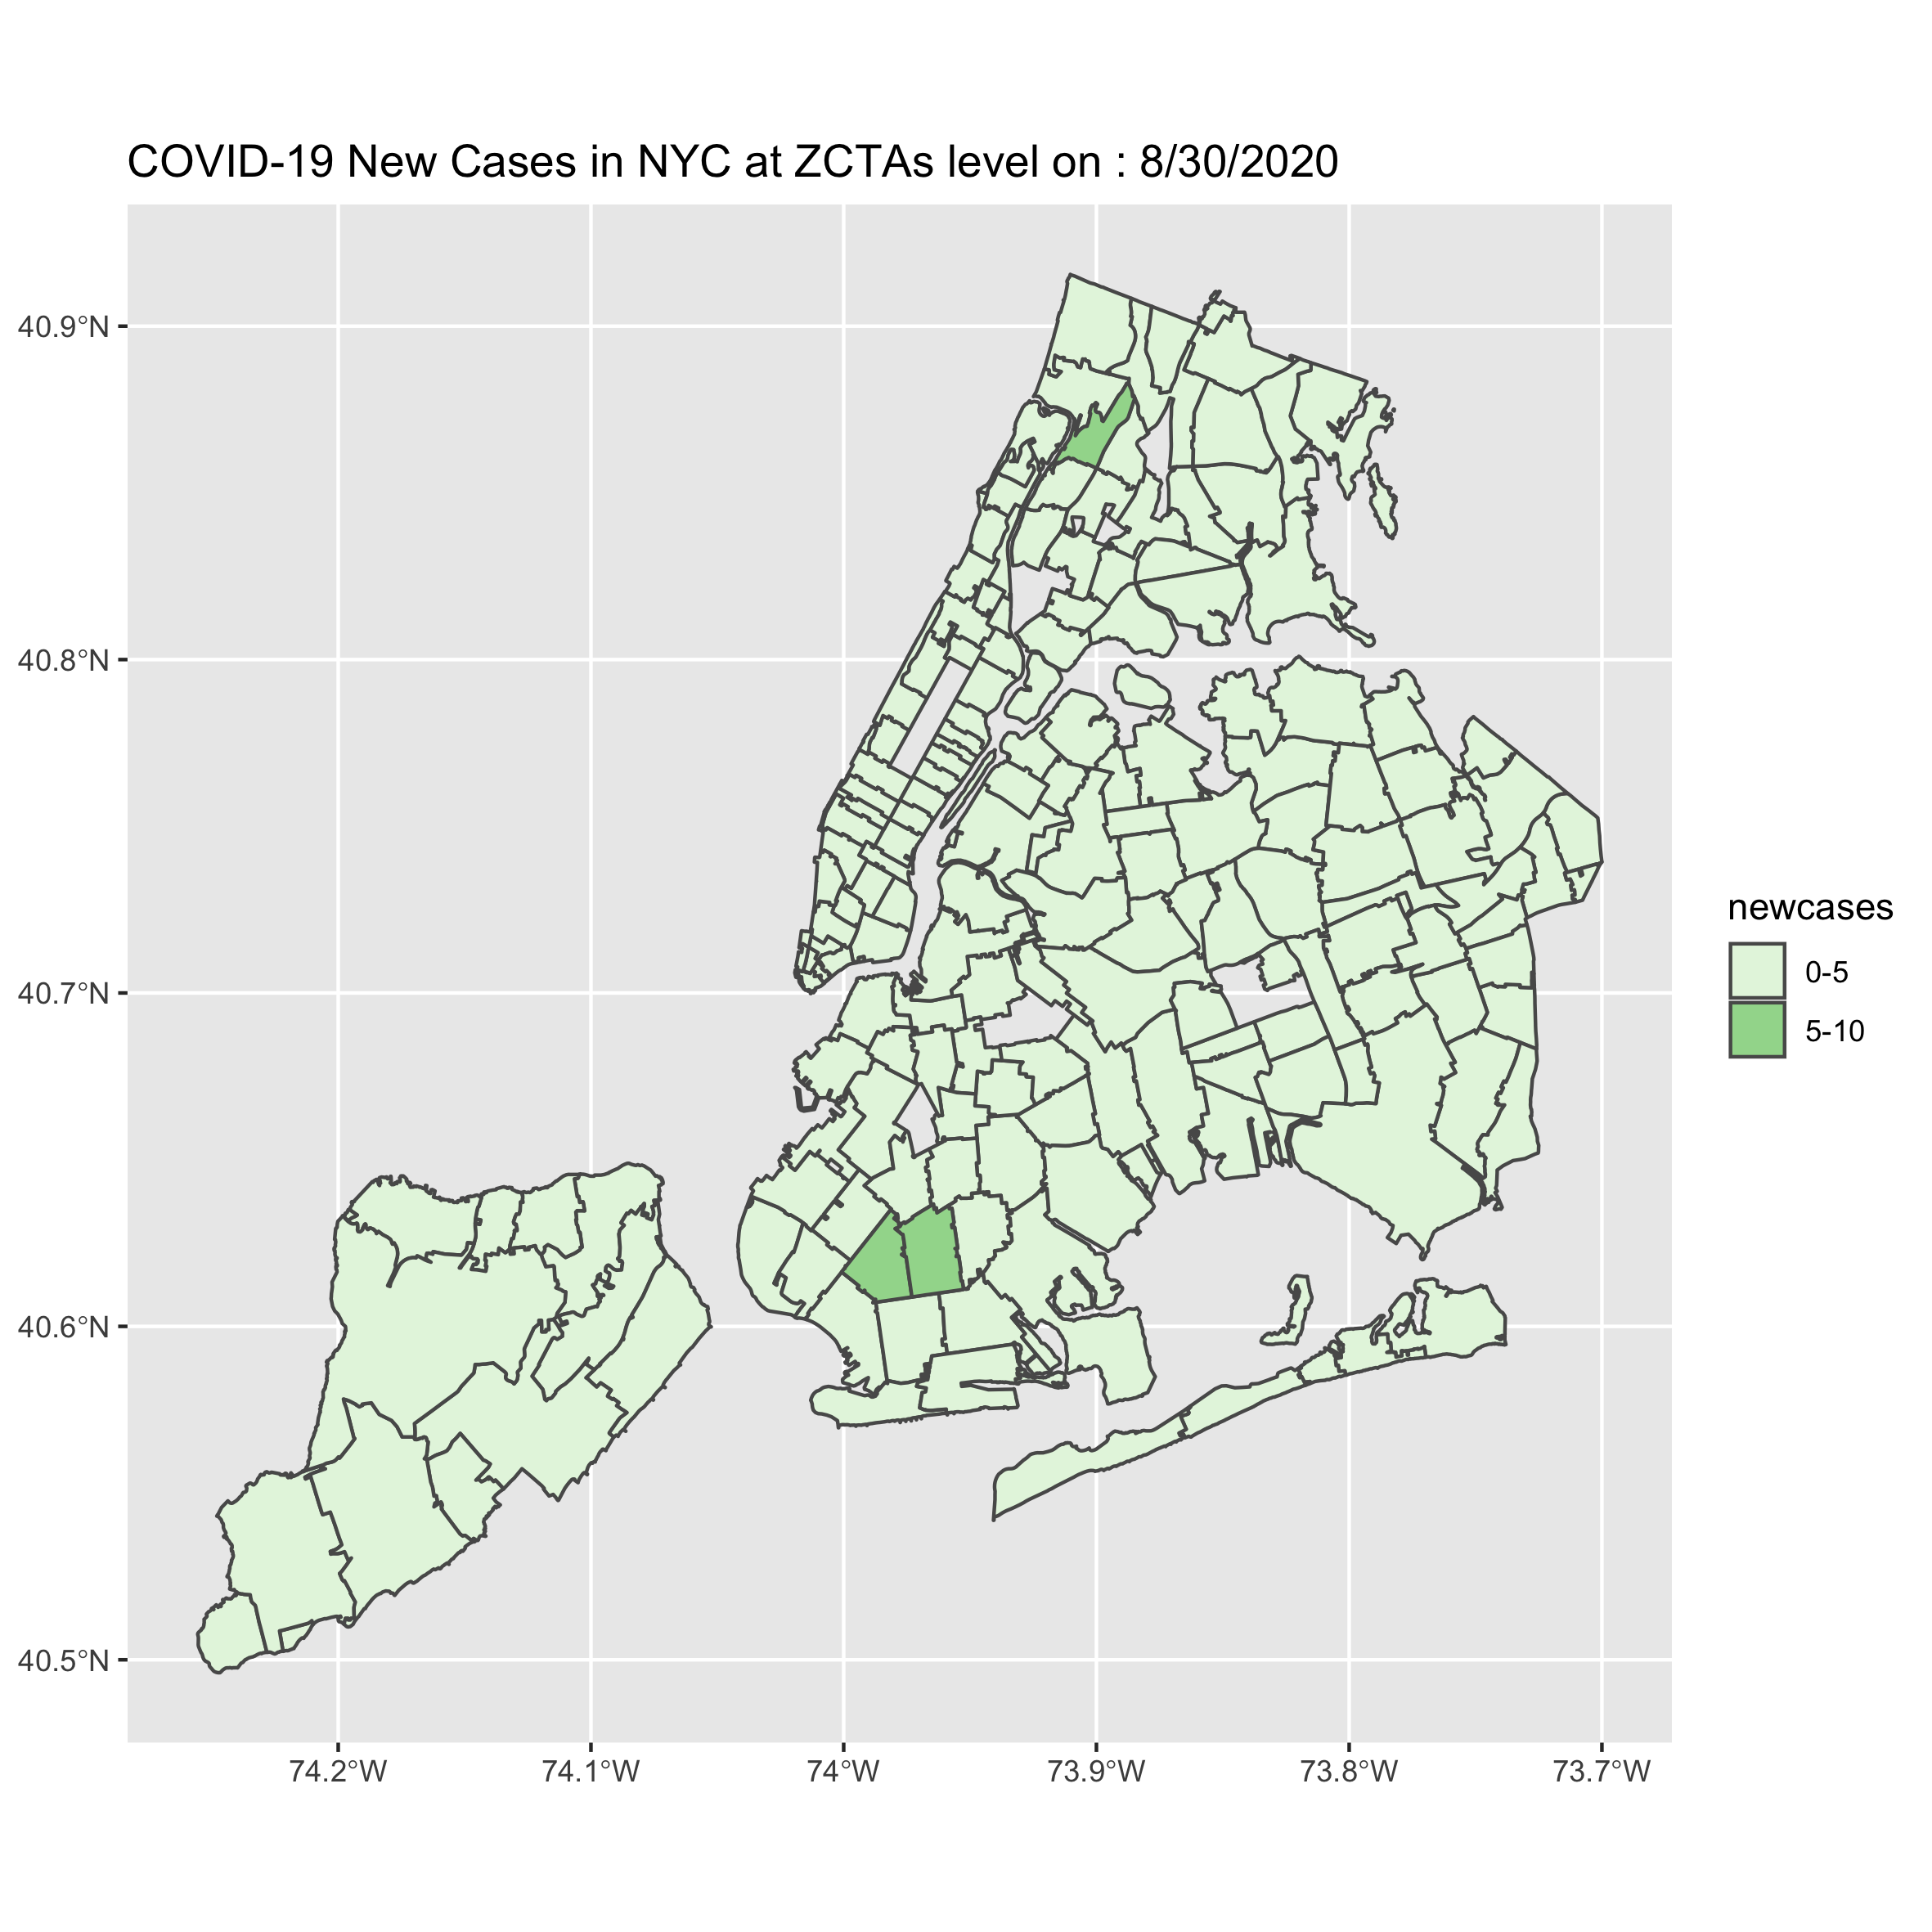 COVID-19 New Cases in NYC at ZCTAs level on : 8/30/2020
40.9°N
40.8°N
40.7°N
40.6°N
40.5°N
74.2°W
74.1°W
74°W
73.9°W
73.8°W
73.7°W
newcases
0-5
5-10